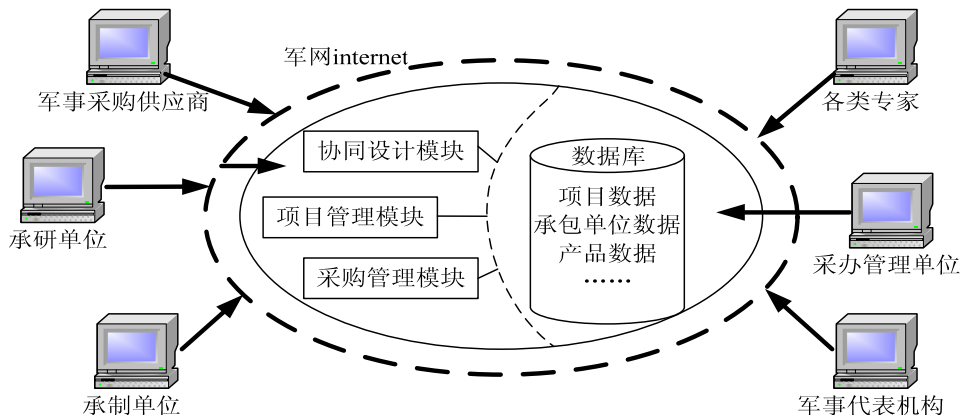 军网internet
军事采购供应商
各类专家
协同设计模块
数据库
项目数据
承包单位数据
产品数据
……
项目管理模块
采购管理模块
承研单位
采办管理单位
承制单位
军事代表机构